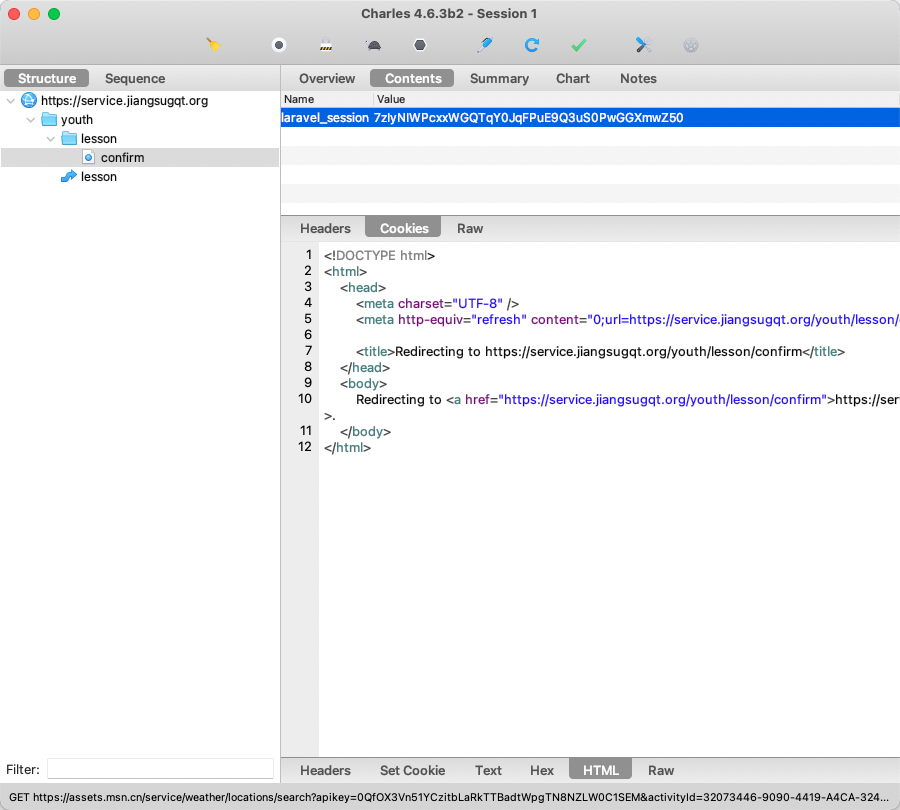 Charles 4.6.3b2 - Session 1
Structure Sequence
Overview Contents Summary Chart Notes
https://service.jiangsugqt.org
youth
lesson
confirm
lesson
Name Value
laravel_session 7zlyNlWPcxxWGQTqY0JqFPuE9Q3uS0PwGGXmwZ50
Headers Cookies Raw
1 <!DOCTYPE html>
2 <html>
3 <head>
4 <meta charset="UTF-8" />
5 <meta http-equiv="refresh" content="0;url=https://service.jiangsugqt.org/youth/lesson/
6
7 <title>Redirecting to https://service.jiangsugqt.org/youth/lesson/confirm</title>
8 </head>
9 <body>
10 Redirecting to <a href="https://service.jiangsugqt.org/youth/lesson/confirm">https://ser
>.
11 </body>
12 </html>
Filter:
Headers Set Cookie Text Hex HTML Raw
GET https://assets.msn.cn/service/weather/locations/search?apikey=0QfOX3Vn51YCzitbLaRkTTBadtWpgTN8NZLW0C1SEM&activityId=32073446-9090-4419-A4CA-324...